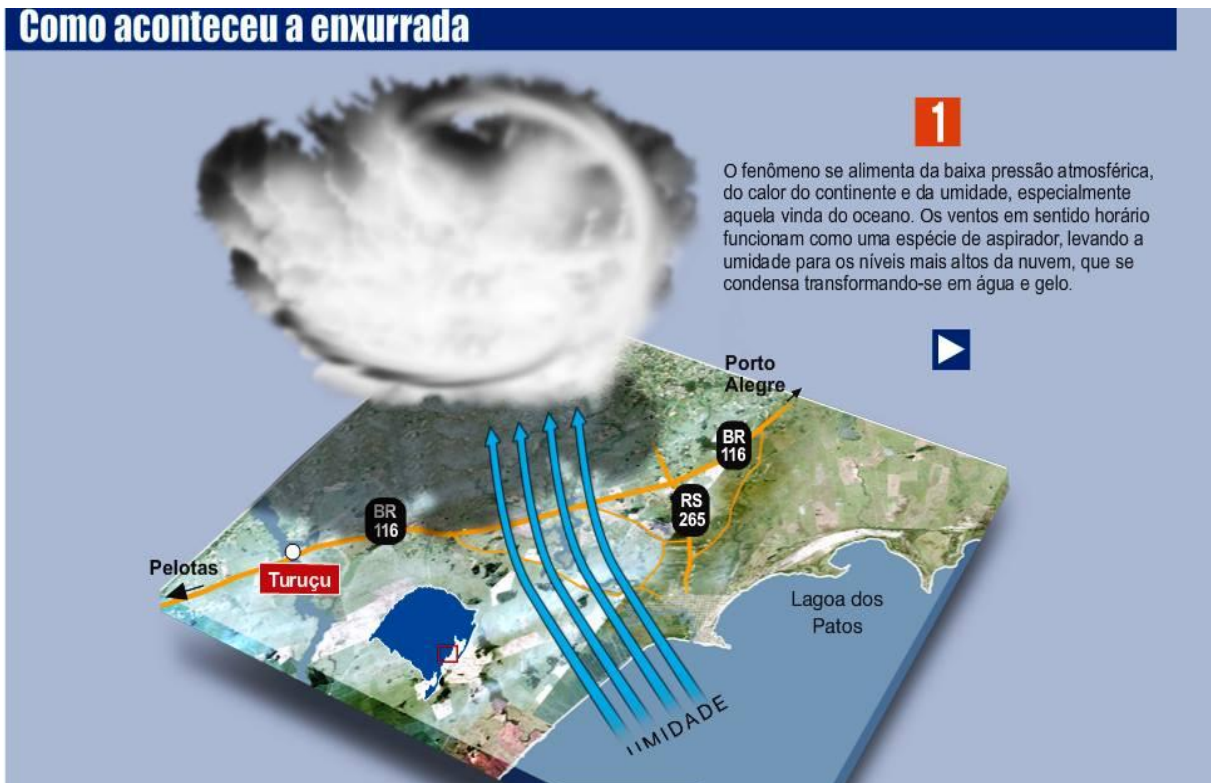 Como aconteceu a enxurrada
1
O fenômeno se alimenta da baixa pressão atmosférica,
do calor do continente e da umidade, especialmente
aquela vinda do oceano. Os ventos em sentido horário
funcionam como uma espécie de aspirador, levando a
umidade para os níveis mais altos da nuvem, que se
condensa transformando-se em água e gelo.
Porto
Alegre
BR
116
RS
265
BR
116
Pelotas
Turuçu
Lagoa dos
Patos
UMIDADE